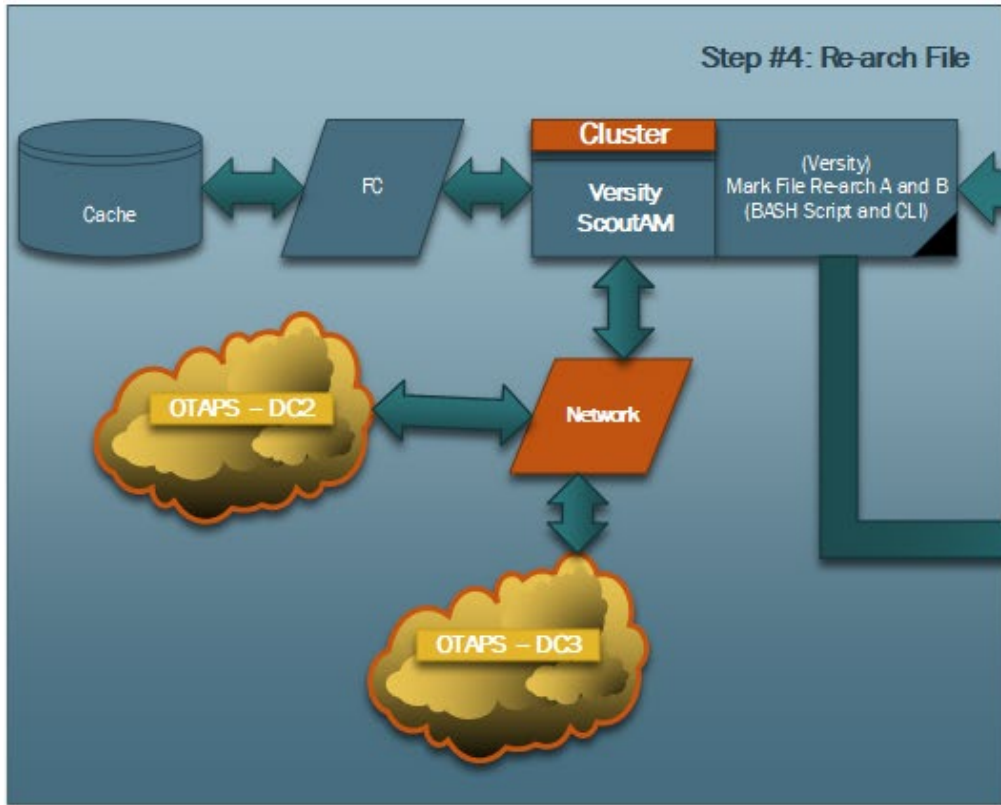 Step #4: Re-arch File
Cache
FC
Cluster
Versity
ScoutAM
(Versity)
Mark File Re-arch A and B
(BASH Script and CLI)
OTAPS – DC2
Network
OTAPS – DC3